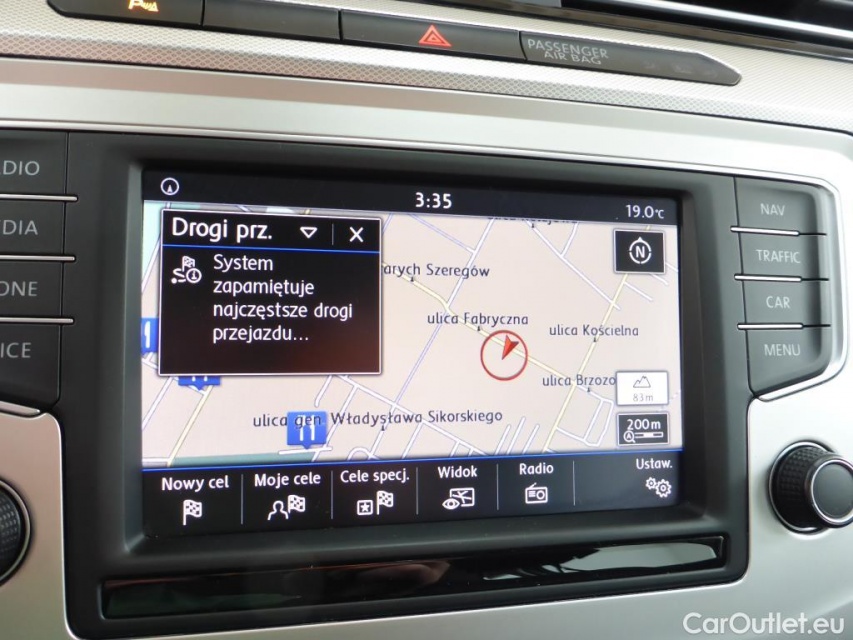 PASSENGER
AIR BAG
DIO
DIA
ONE
ICE
3:35
19.0°C
Drogi prz.
System
zapamiętuje
najczęstsze drogi
przejazdu...
N
arych Szeregów
ulica Fabryczna
ulica Kościelna
ulica Brzozo
83m
200m
ulica gen. Władysława Sikorskiego
Nowy cel
Moje cele
Cele specj.
Widok
Radio
Ustaw.
NAV
TRAFFIC
CAR
MENU
CarOutlet.eu